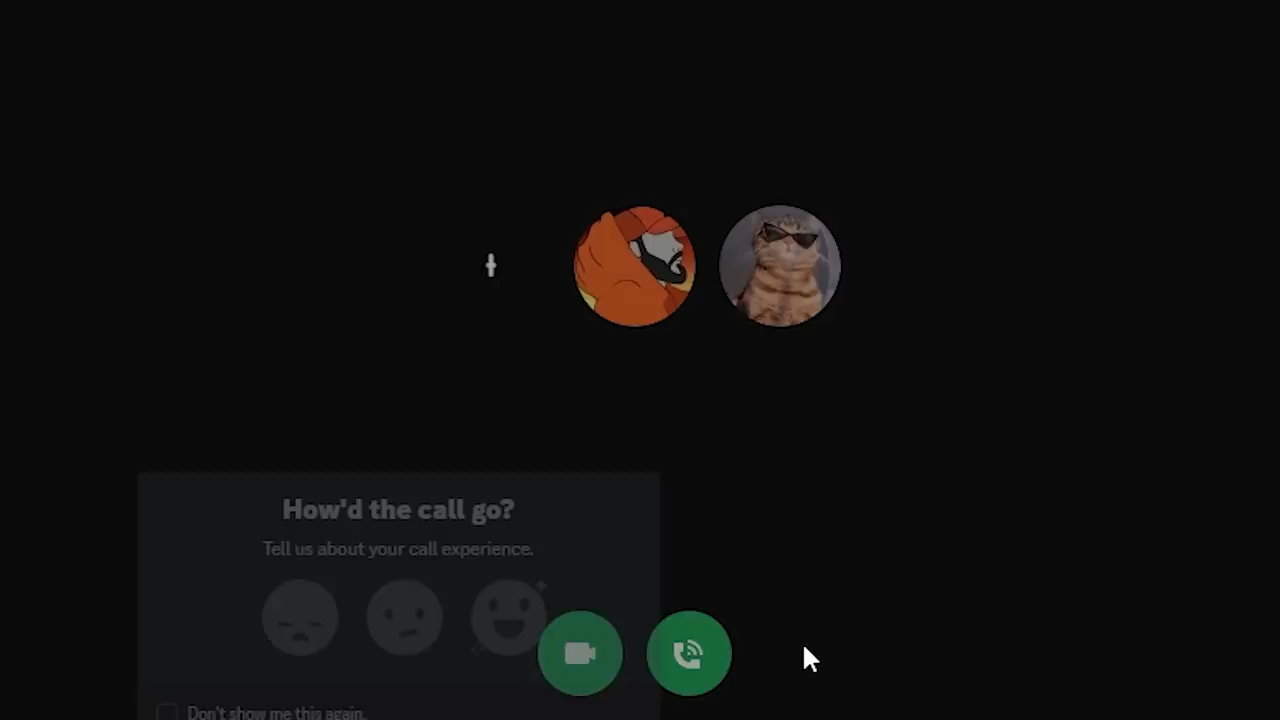 How'd the call go?
Tell us about your call experience.
Don't show me this again.